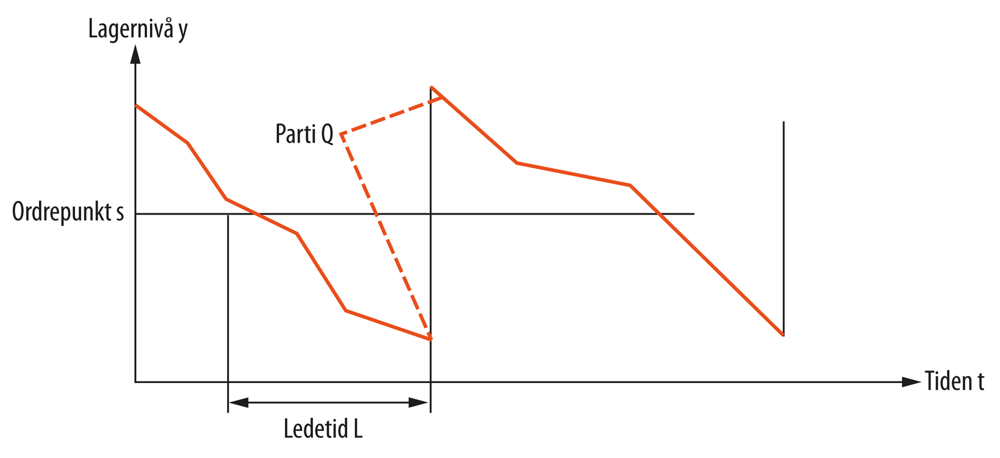 Lagernivå y
Parti Q
Ordrepunkt s
Tiden t
Ledetid L